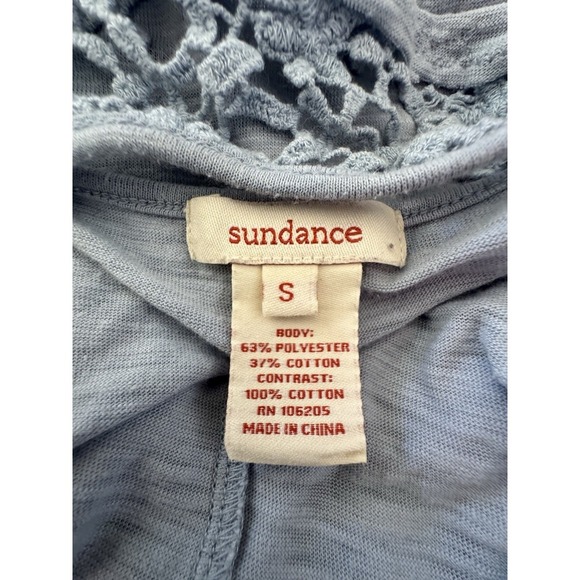 sundance
S
BODY:
63% POLYESTER
37% COTTON
CONTRAST:
100% COTTON
RN 106205
MADE IN CHINA